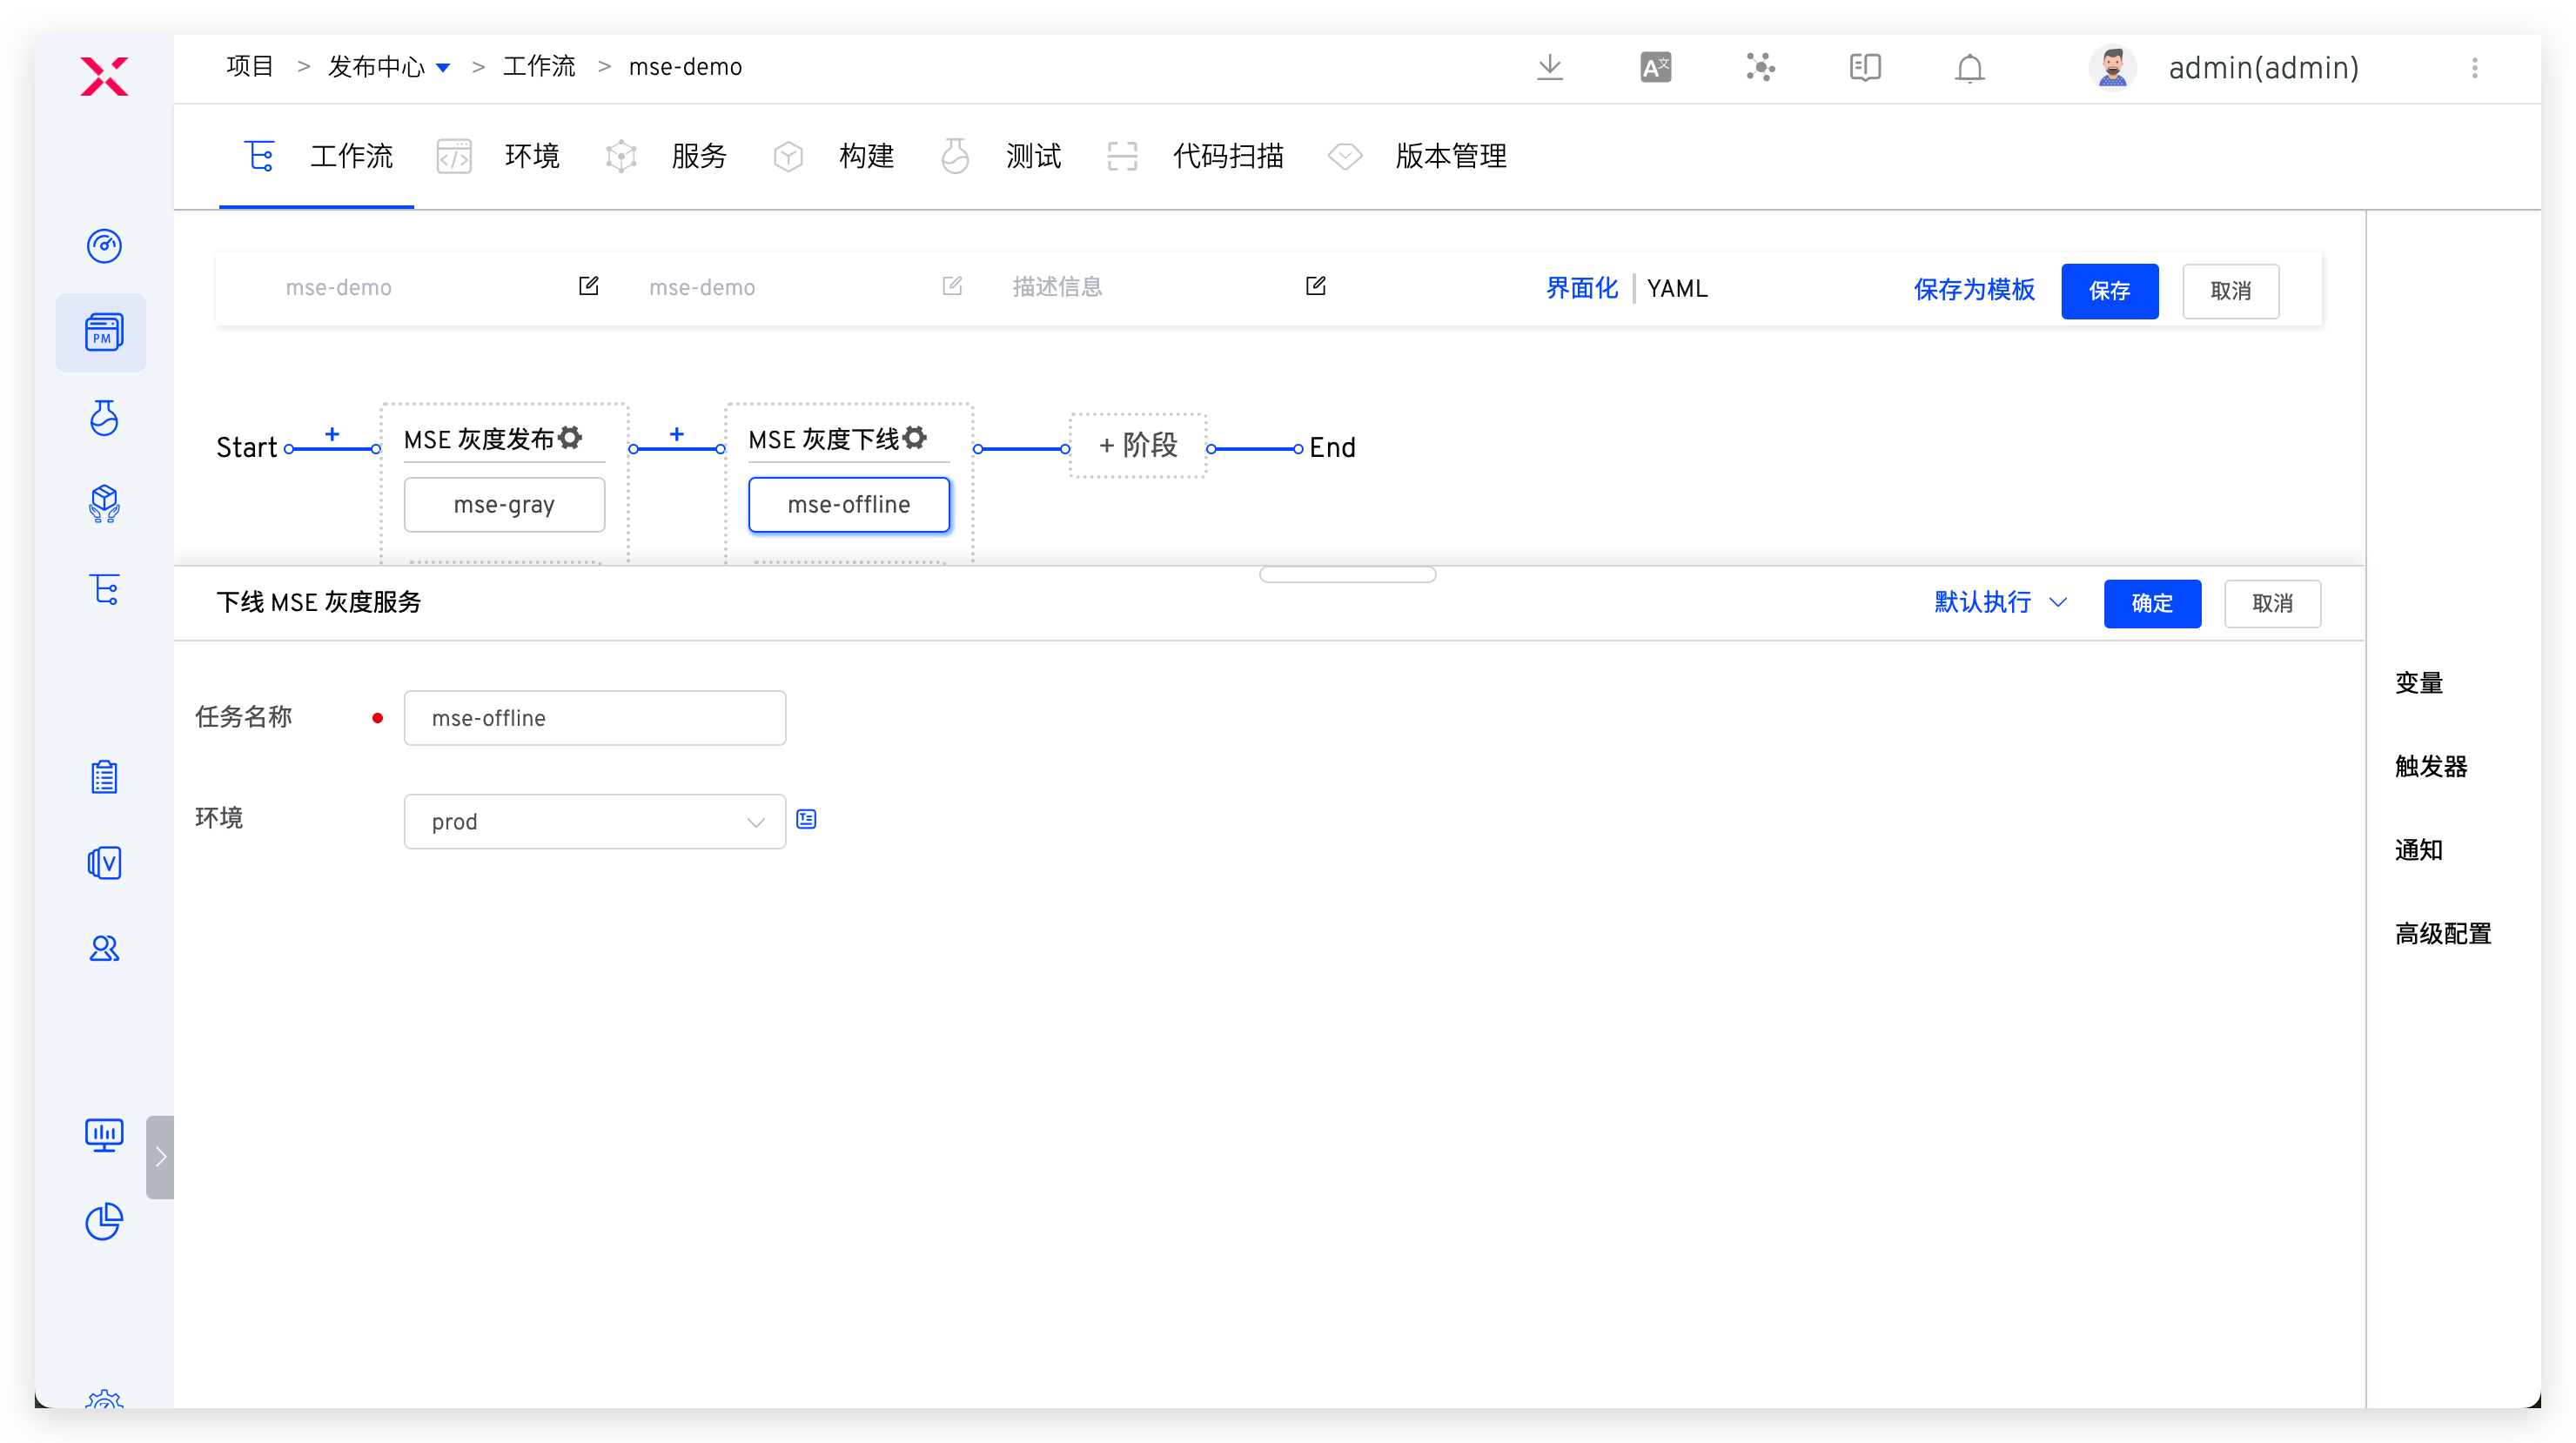 项目 > 发布中心 > 工作流 > mse-demo
admin(admin)
工作流 环境 服务 构建 测试 代码扫描 版本管理
mse-demo mse-demo 描述信息 界面化 YAML 保存为模板 保存 取消
PM
Start + MSE 灰度发布 + MSE 灰度下线 + 阶段 End
mse-gray mse-offline
下线 MSE 灰度服务 默认执行 确定 取消
任务名称 mse-offline
环境 prod
变量
触发器
通知
高级配置